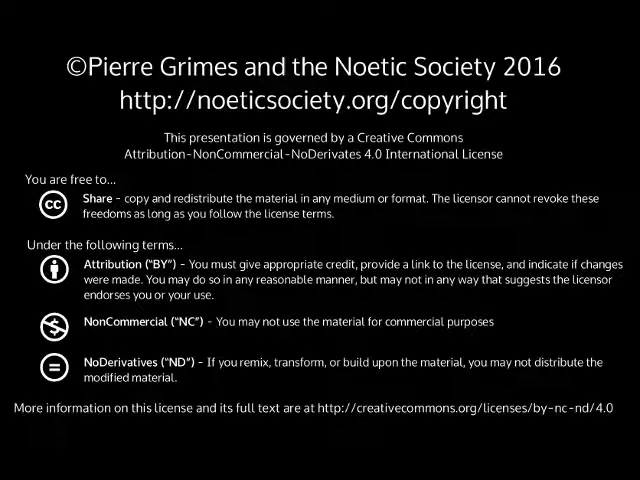 ©Pierre Grimes and the Noetic Society 2016
http://noeticsociety.org/copyright
This presentation is governed by a Creative Commons
Attribution-NonCommercial-NoDerivates 4.0 International License
You are free to...
cc
Share - copy and redistribute the material in any medium or format. The licensor cannot revoke these
freedoms as long as you follow the license terms.
Under the following terms...
Attribution ("BY") - You must give appropriate credit, provide a link to the license, and indicate if changes
were made. You may do so in any reasonable manner, but may not in any way that suggests the licensor
endorses you or your use.
NonCommercial ("NC") - You may not use the material for commercial purposes
NoDerivatives ("ND") - If you remix, transform, or build upon the material, you may not distribute the
modified material.
More information on this license and its full text are at http://creativecommons.org/licenses/by-nc-nd/4.0